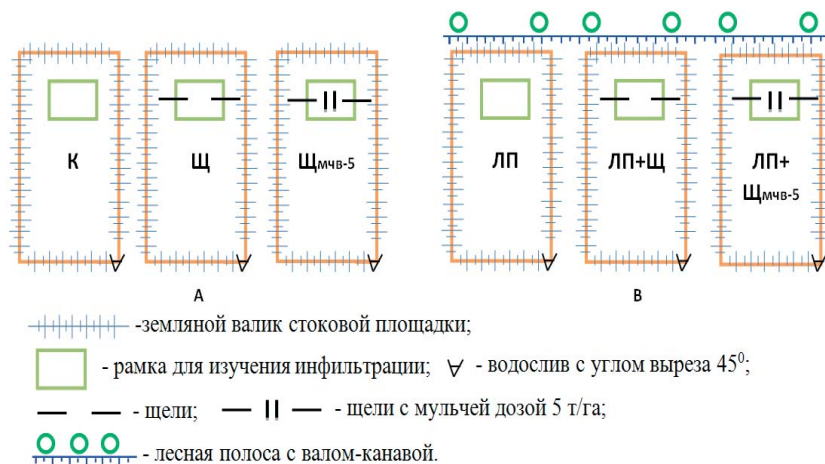 К Щ Щмчв-5 ЛП ЛП+Щ ЛП+
Щмчв-5
А В
-земляной валик стоковой площадки;
- рамка для изучения инфильтрации; - водослив с углом выреза 45⁰;
- щели; - щели с мульчей дозой 5 т/га;
- лесная полоса с валом-канавой.